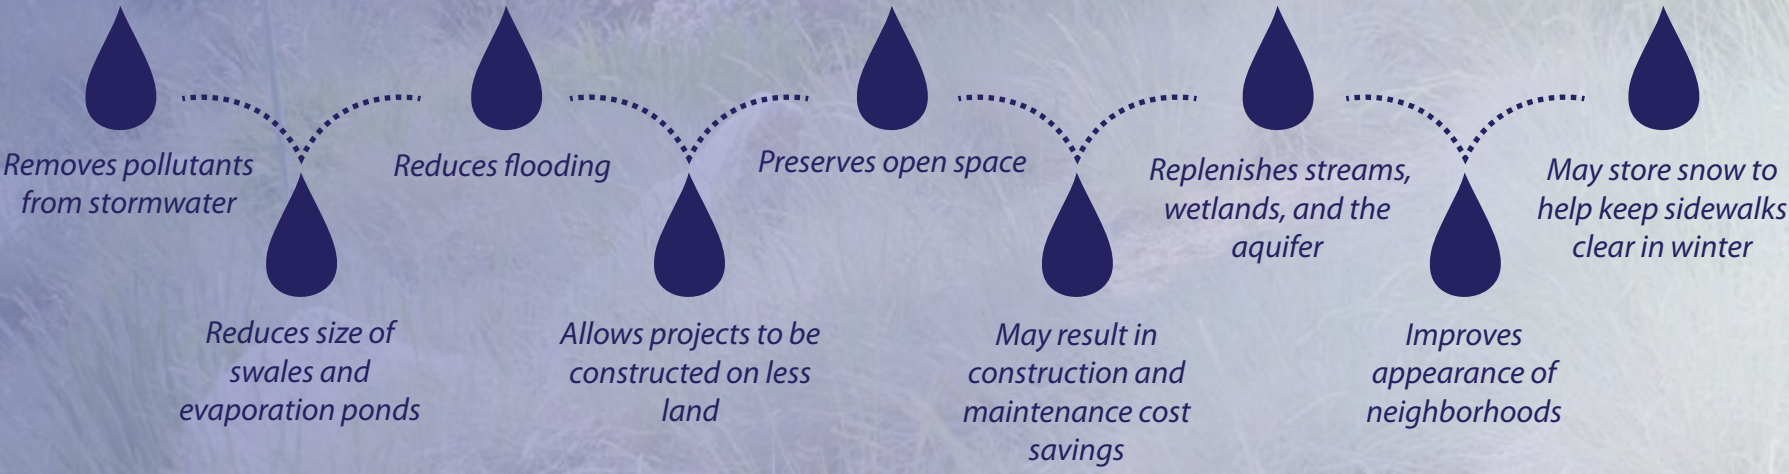 Removes pollutants
from stormwater
Reduces size of
swales and
evaporation ponds
Reduces flooding
Allows projects to be
constructed on less
land
Preserves open space
May result in
construction and
maintenance cost
savings
Replenishes streams,
wetlands, and the
aquifer
Improves
appearance of
neighborhoods
May store snow to
help keep sidewalks
clear in winter